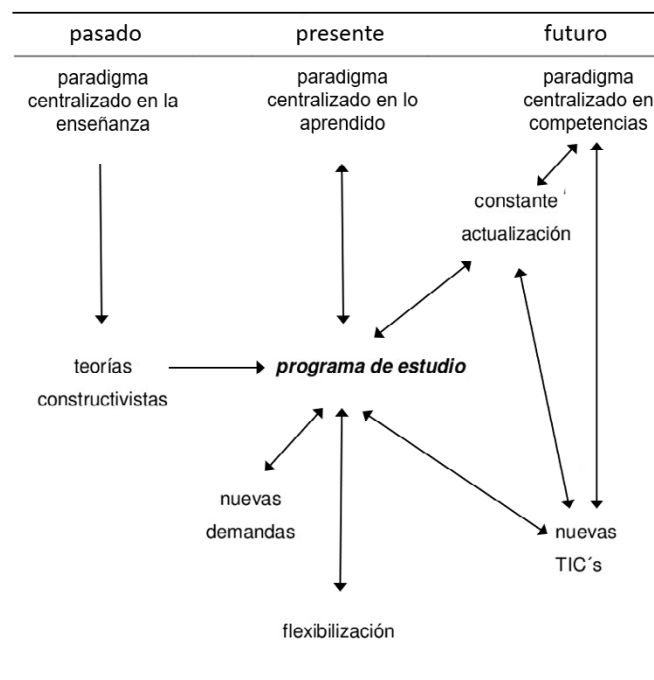 pasado presente futuro
paradigma
centralizado en la
enseñanza
paradigma
centralizado en lo
aprendido
paradigma
centralizado en
competencias
constante
actualización
teorías
constructivistas
programa de estudio
nuevas
demandas
nuevas
TIC´s
flexibilización